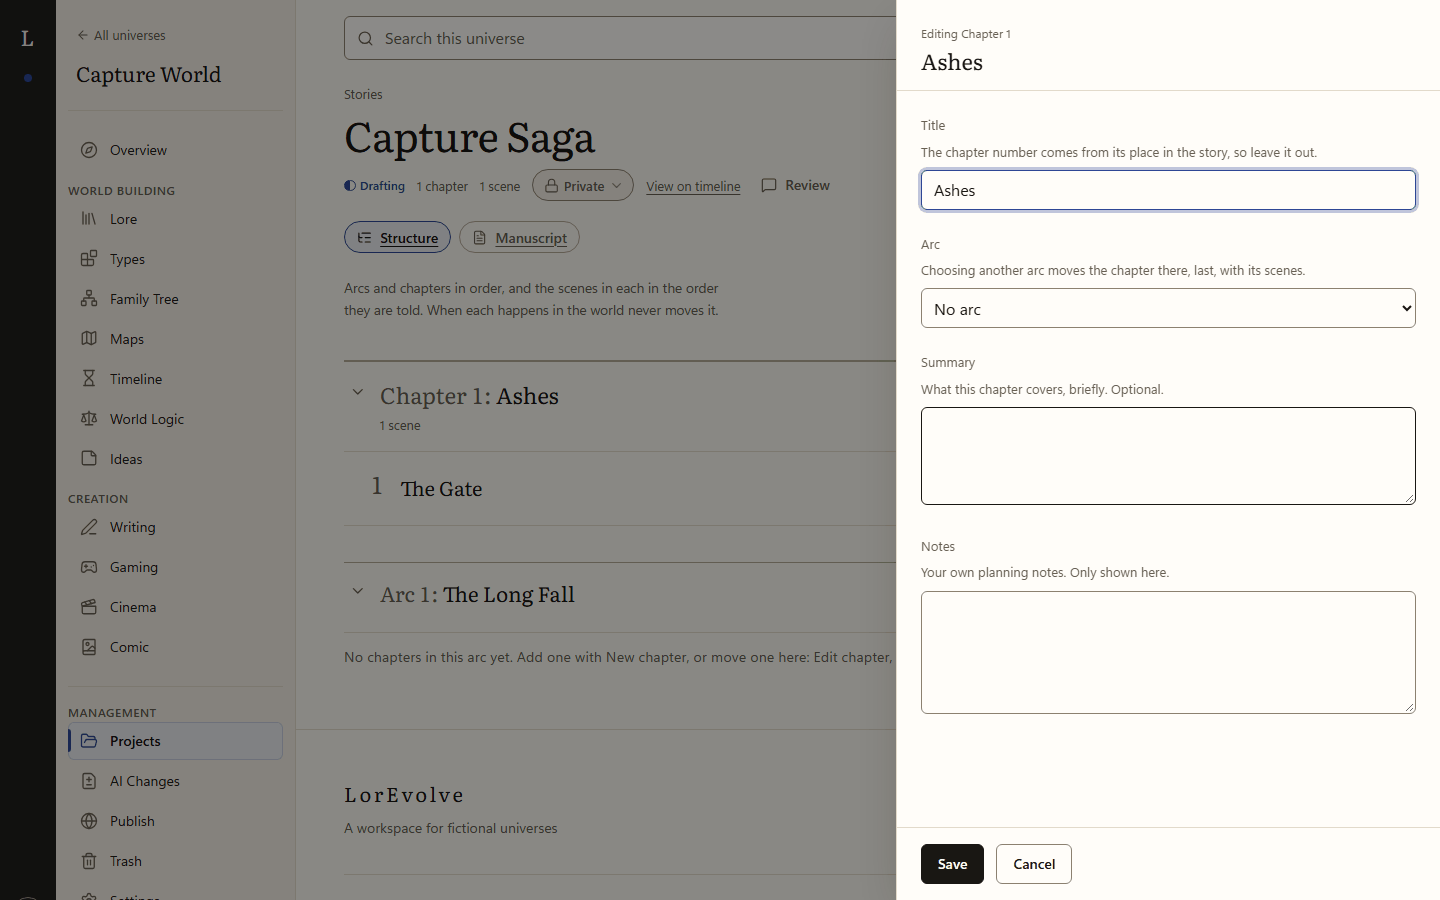 L
All universes
Capture World
Overview
WORLD BUILDING
Lore
Types
Family Tree
Maps
Timeline
World Logic
Ideas
CREATION
Writing
Gaming
Cinema
Comic
MANAGEMENT
Projects
AI Changes
Publish
Trash
Settings
Search this universe
Stories
Capture Saga
Drafting 1 chapter 1 scene Private View on timeline Review
Structure Manuscript
Arcs and chapters in order, and the scenes in each in the order
they are told. When each happens in the world never moves it.
Chapter 1: Ashes
1 scene
1 The Gate
Arc 1: The Long Fall
No chapters in this arc yet. Add one with New chapter, or move one here: Edit chapter,
LorEvolve
A workspace for fictional universes
Editing Chapter 1
Ashes
Title
The chapter number comes from its place in the story, so leave it out.
Ashes
Arc
Choosing another arc moves the chapter there, last, with its scenes.
No arc
Summary
What this chapter covers, briefly. Optional.
Notes
Your own planning notes. Only shown here.
Save Cancel